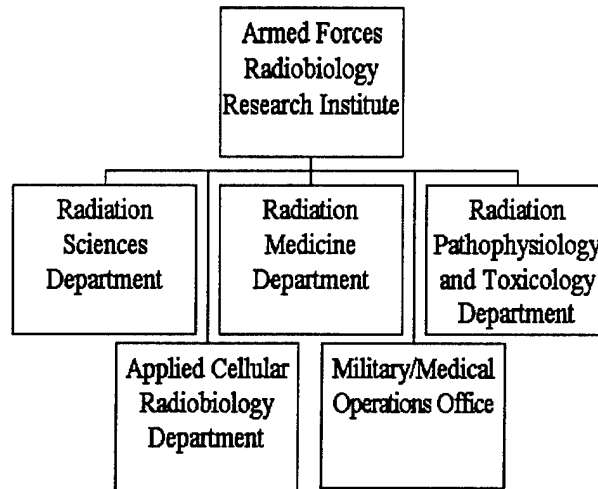 Armed Forces
Radiobiology
Research Institute
Radiation
Sciences
Department
Radiation
Medicine
Department
Radiation
Pathophysiology
and Toxicology
Department
Applied Cellular
Radiobiology
Department
Military/Medical
Operations Office